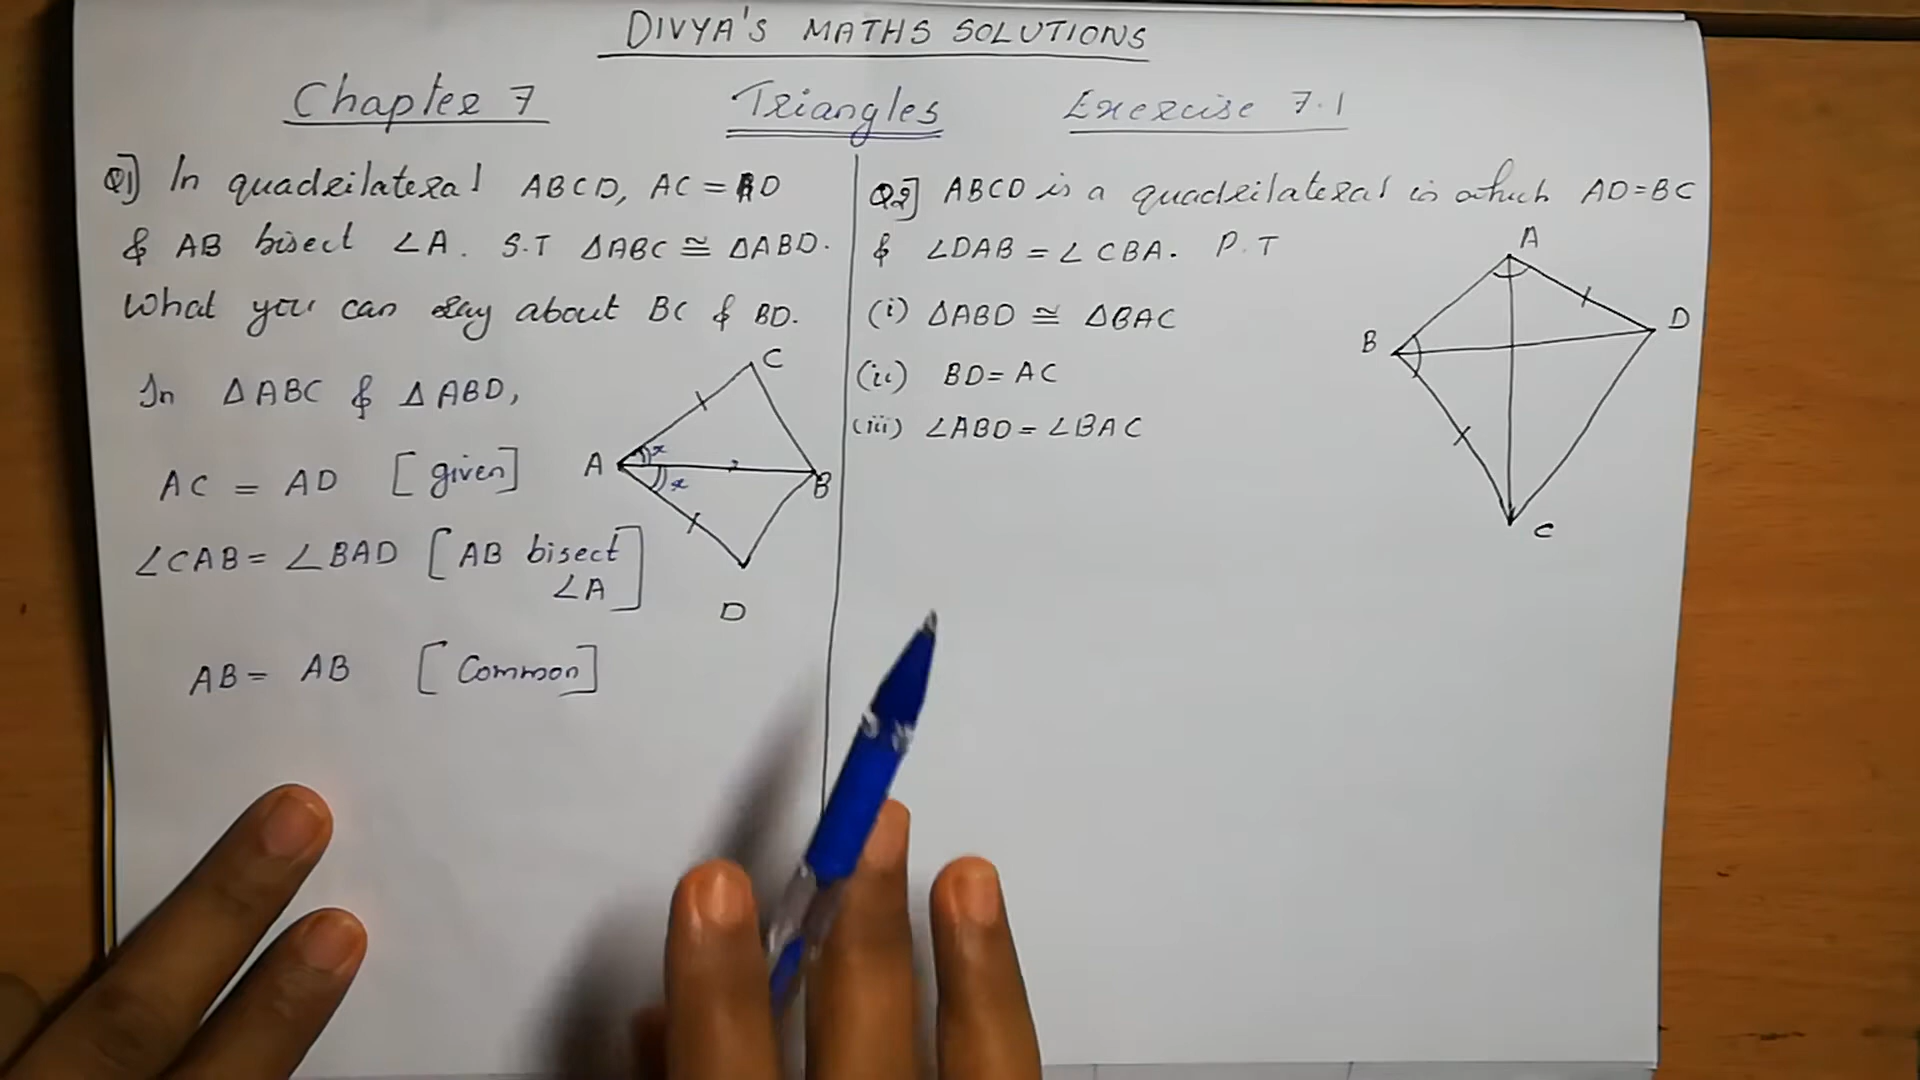 DIVYA'S MATHS SOLUTIONS
Chapter 7 Triangles Exercise 7.1
Q1] In quadrilateral ABCD, AC = AD
& AB bisect ∠A. S.T ΔABC ≅ ΔABD.
What you can say about BC & BD.
In ΔABC & ΔABD,
AC = AD [given]
∠CAB = ∠BAD [AB bisect
∠A]
AB = AB [Common]
C
A
x
x
B
D
Q2] ABCD is a quadrilateral in which AD=BC
& ∠DAB = ∠CBA. P.T
(i) ΔABD ≅ ΔBAC
(ii) BD = AC
(iii) ∠ABD = ∠BAC
A
B
D
C